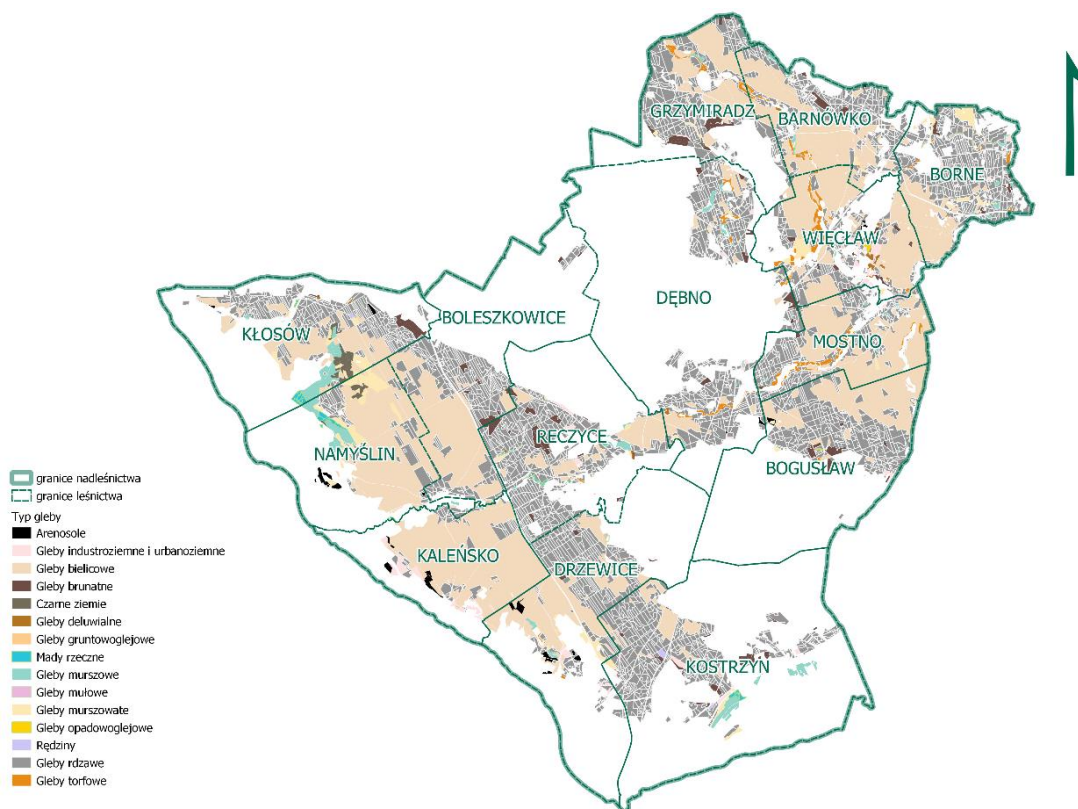 GRZYMIRADZ
BARNÓWKO
BORNE
WIĘCŁAW
DĘBNO
BOLESZKOWICE
KŁOSÓW
MOSTNO
RECZYCE
NAMYŚLIN
BOGUSŁAW
KALEŃSKO
DRZEWICE
KOSTRZYN
granice nadleśnictwa
granice leśnictwa
Typ gleby
Arenosole
Gleby industroziemne i urbanoziemne
Gleby bielicowe
Gleby brunatne
Czarne ziemie
Gleby deluwialne
Gleby gruntowoglejowe
Mady rzeczne
Gleby murszowe
Gleby mułowe
Gleby murszowate
Gleby opadowoglejowe
Rędziny
Gleby rdzawe
Gleby torfowe